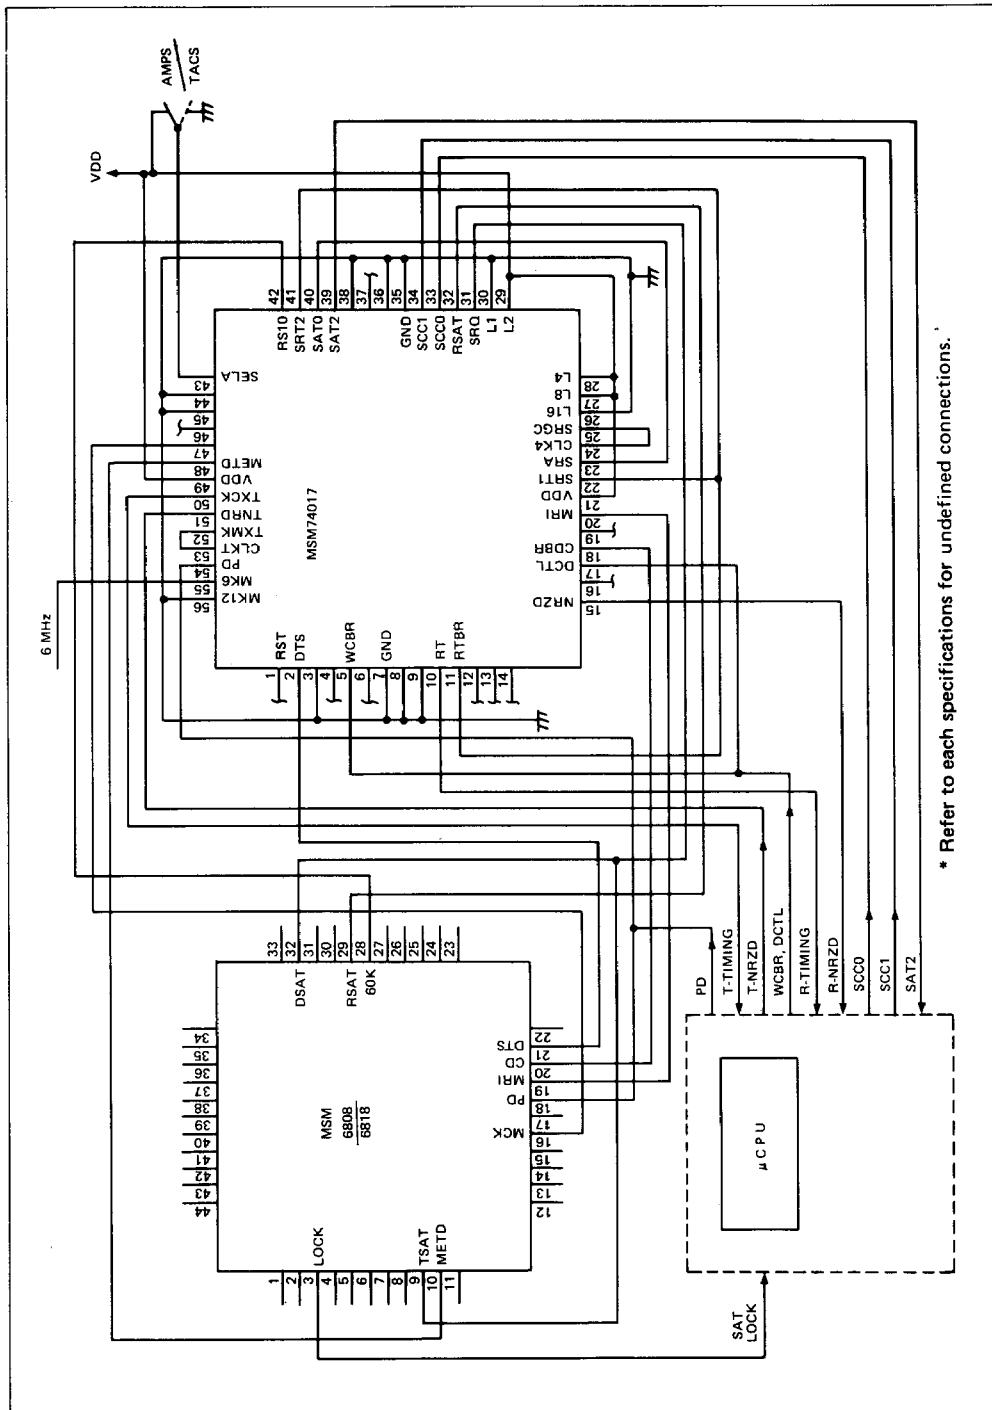 AMPS
TACS
VDD
42
41
40
39
38
37
36
35
34
33
32
31
30
29
RS10
SRT2
SAT0
SAT2
GND
SCC1
SCC0
RSAT
SRQ
L1
L2
43
44
45
46
47
48
49
50
51
52
53
54
55
56
SELA
METD
VDD
TXCK
TNRD
TXMK
CLKT
PD
MK6
MK12
6 MHz
MSM74017
L4
L8
L16
SRGC
CLK4
SRA
SRT1
VDD
MRI
CDBR
DCTL
NRZD
28
27
26
25
24
23
22
21
20
19
18
17
16
15
RST
DTS
WCBR
GND
RT
RTBR
1
2
3
4
5
6
7
8
9
10
11
12
13
14
33
32
31
30
29
28
27
26
25
24
23
DSAT
RSAT
60K
34
35
36
37
38
39
40
41
42
43
44
MSM
6808
6818
DTS
CD
MRI
PD
MCK
22
21
20
19
18
17
16
15
14
13
12
LOCK
TSAT
METD
1
2
3
4
5
6
7
8
9
10
11
PD
T-TIMING
T-NRZD
WCBR, DCTL
R-TIMING
R-NRZD
SCC0
SCC1
SAT2
μCPU
SAT
LOCK
* Refer to each specifications for undefined connections.